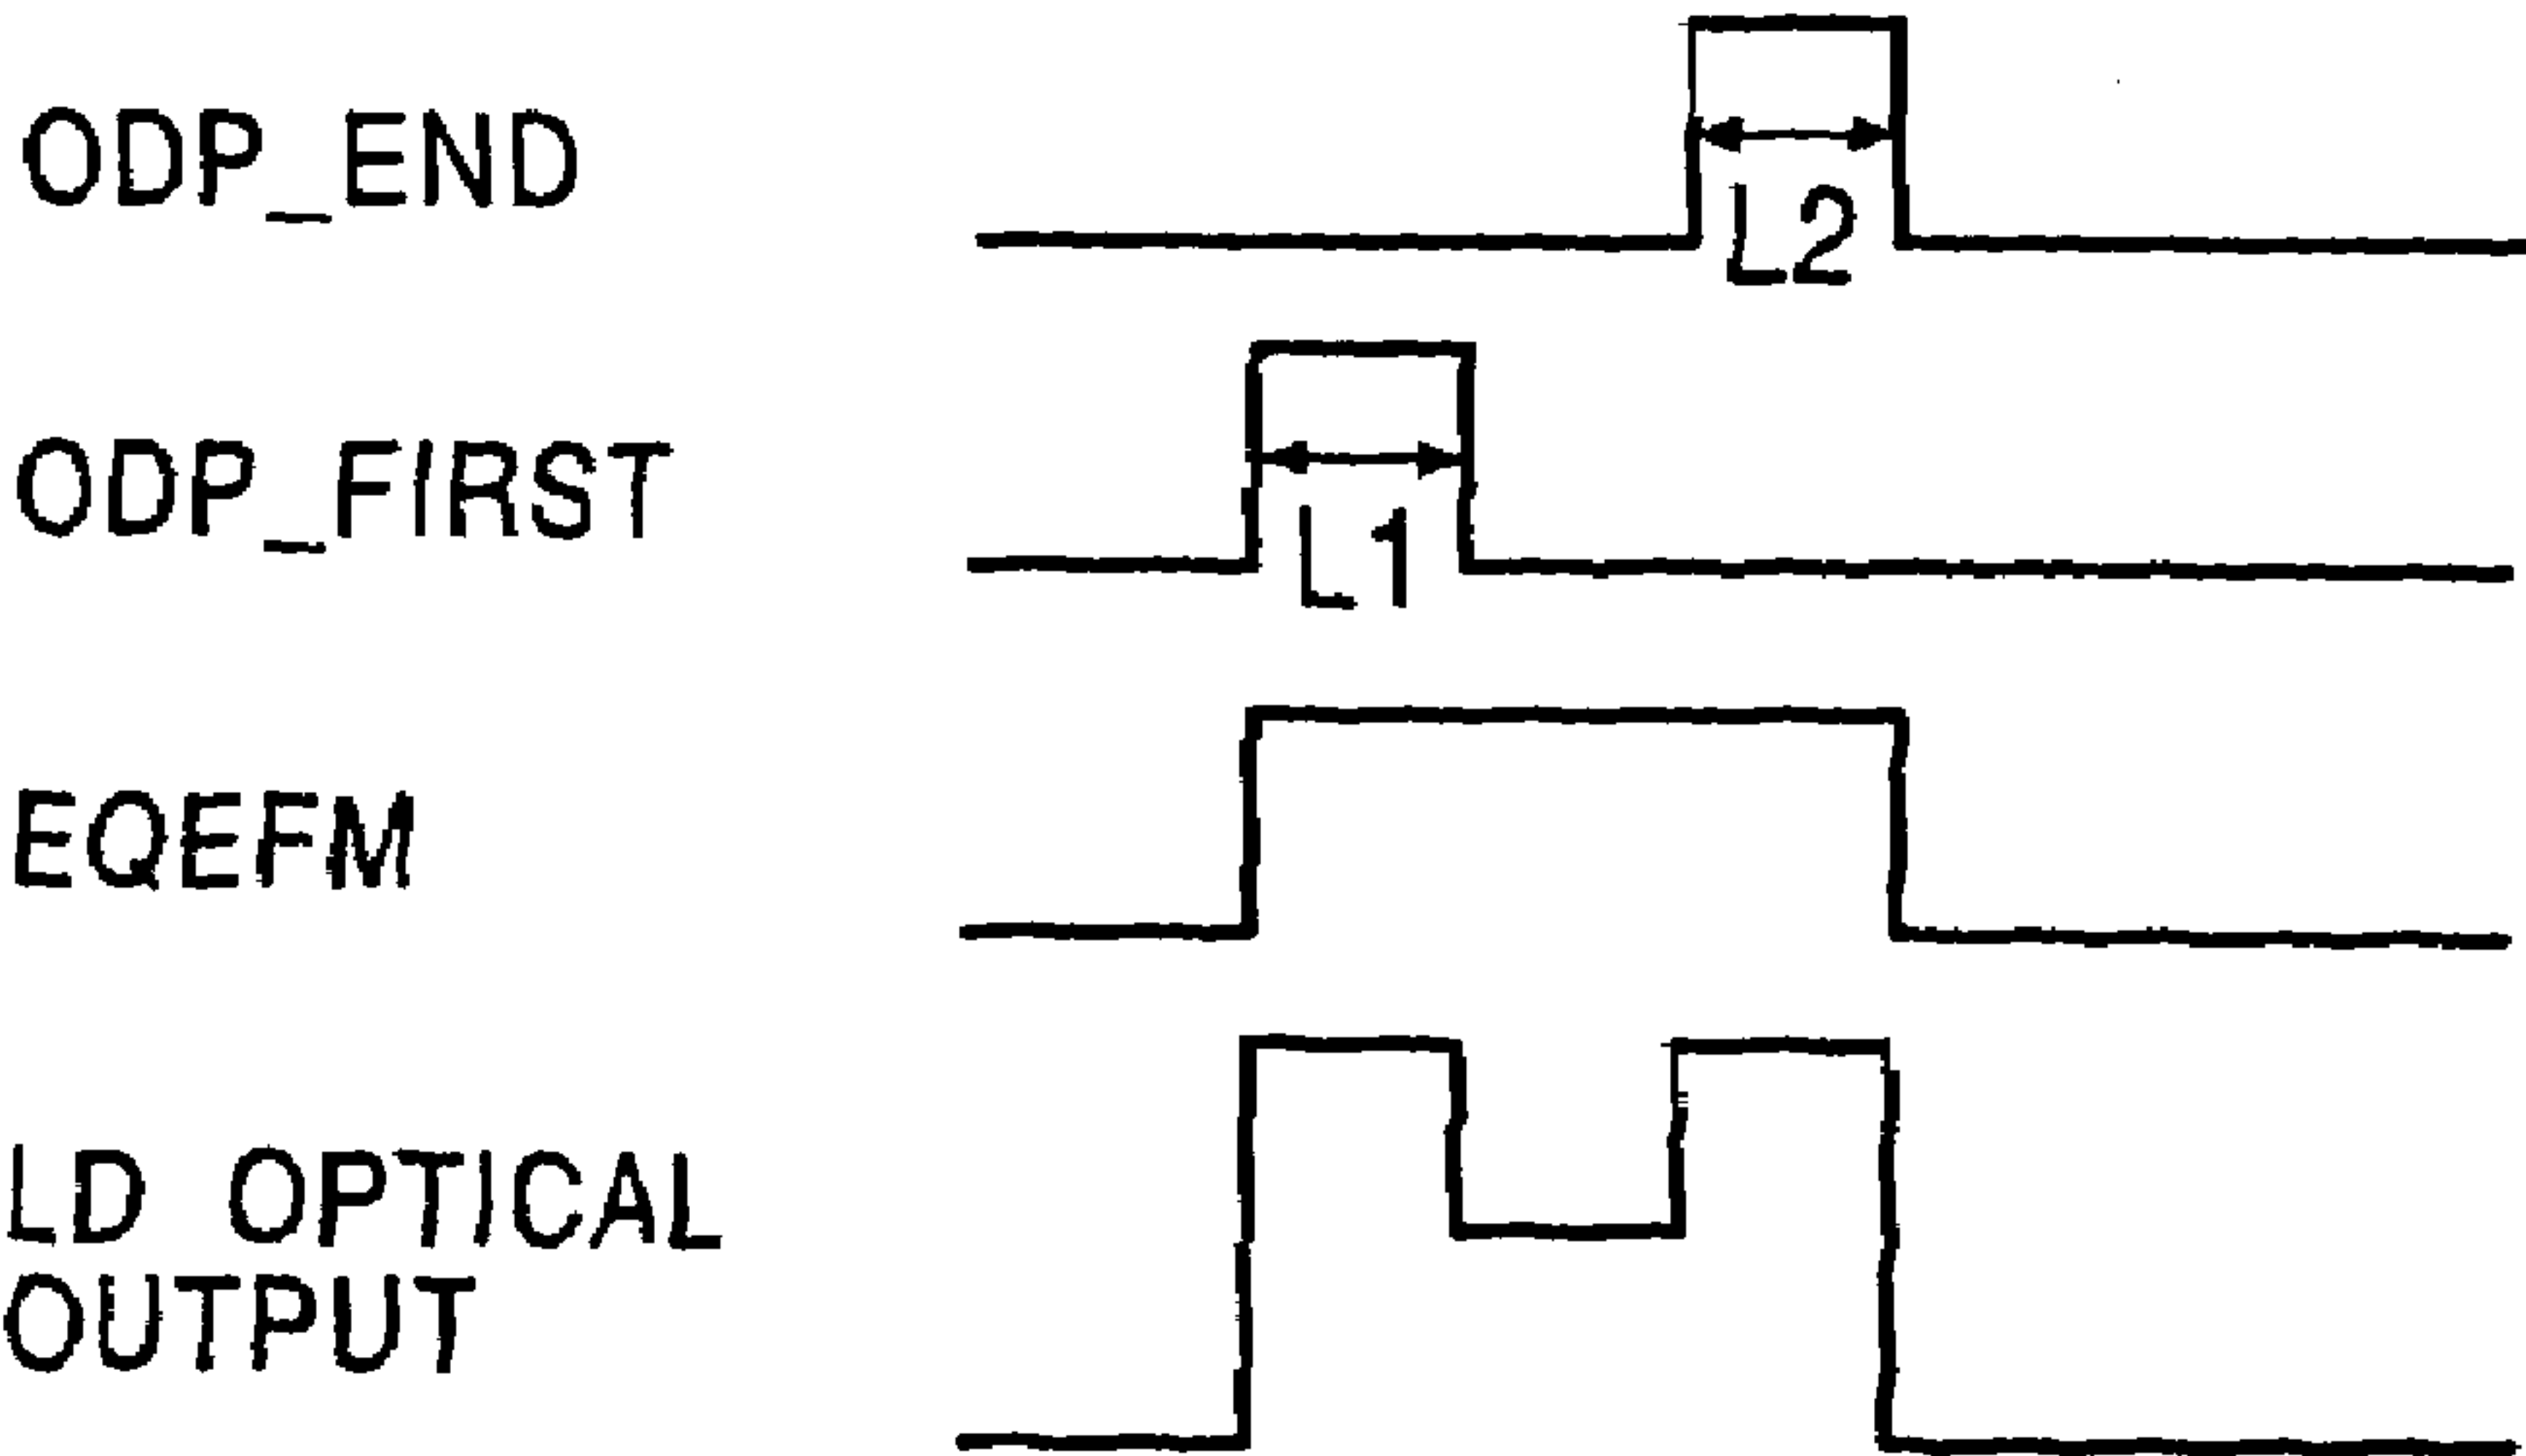 ODP_END
L2
ODP_FIRST
L1
EQEFM
LD OPTICAL
OUTPUT